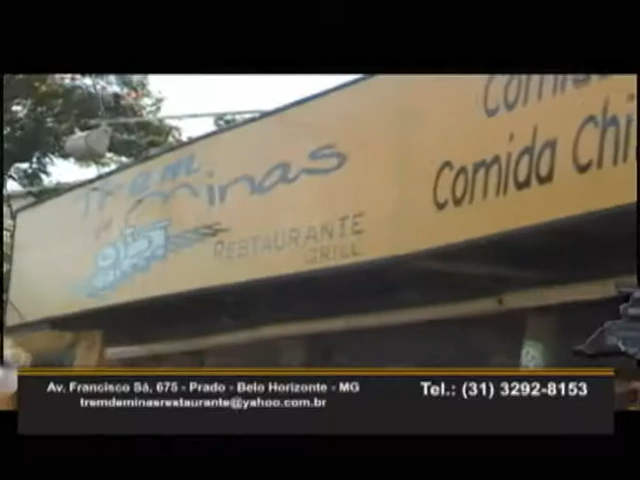 Trem
de minas
RESTAURANTE
GRILL
Comida
Comida Chi
Av. Francisco Sá, 675 - Prado - Belo Horizonte - MG
tremdeminasrestaurante@yahoo.com.br
Tel.: (31) 3292-8153